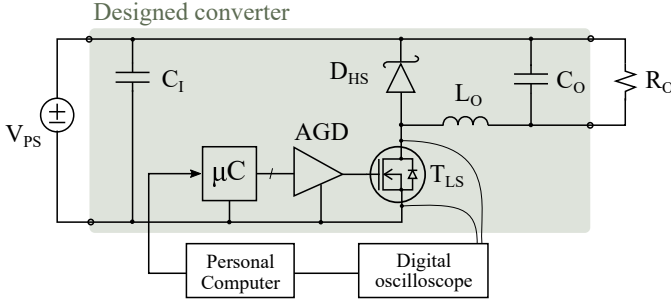 Designed converter
C_I
D_HS
L_O
C_O
R_O
V_PS
AGD
μC
T_LS
Personal
Computer
Digital
oscilloscope